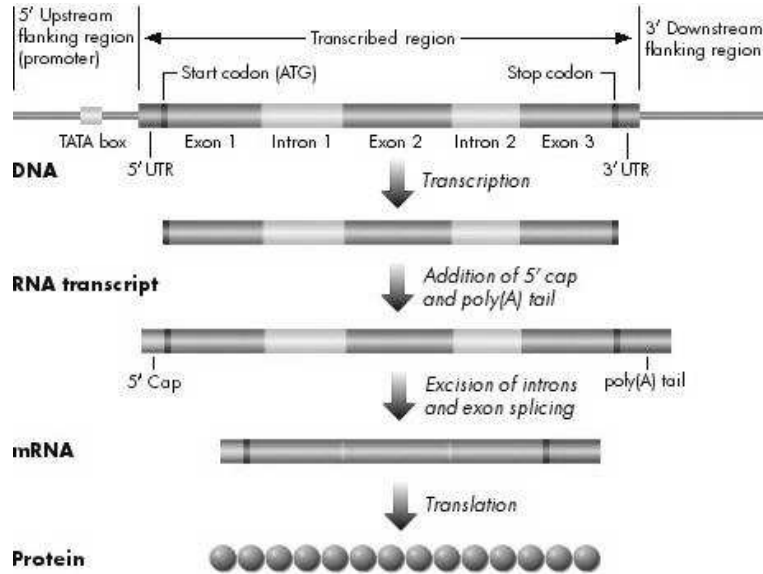 5′ Upstream
flanking region
(promoter)
Transcribed region
3′ Downstream
flanking region
Start codon (ATG)
Stop codon
TATA box
Exon 1
Intron 1
Exon 2
Intron 2
Exon 3
5′ UTR
3′ UTR
DNA
Transcription
RNA transcript
Addition of 5′ cap
and poly(A) tail
5′ Cap
poly(A) tail
Excision of introns
and exon splicing
mRNA
Translation
Protein